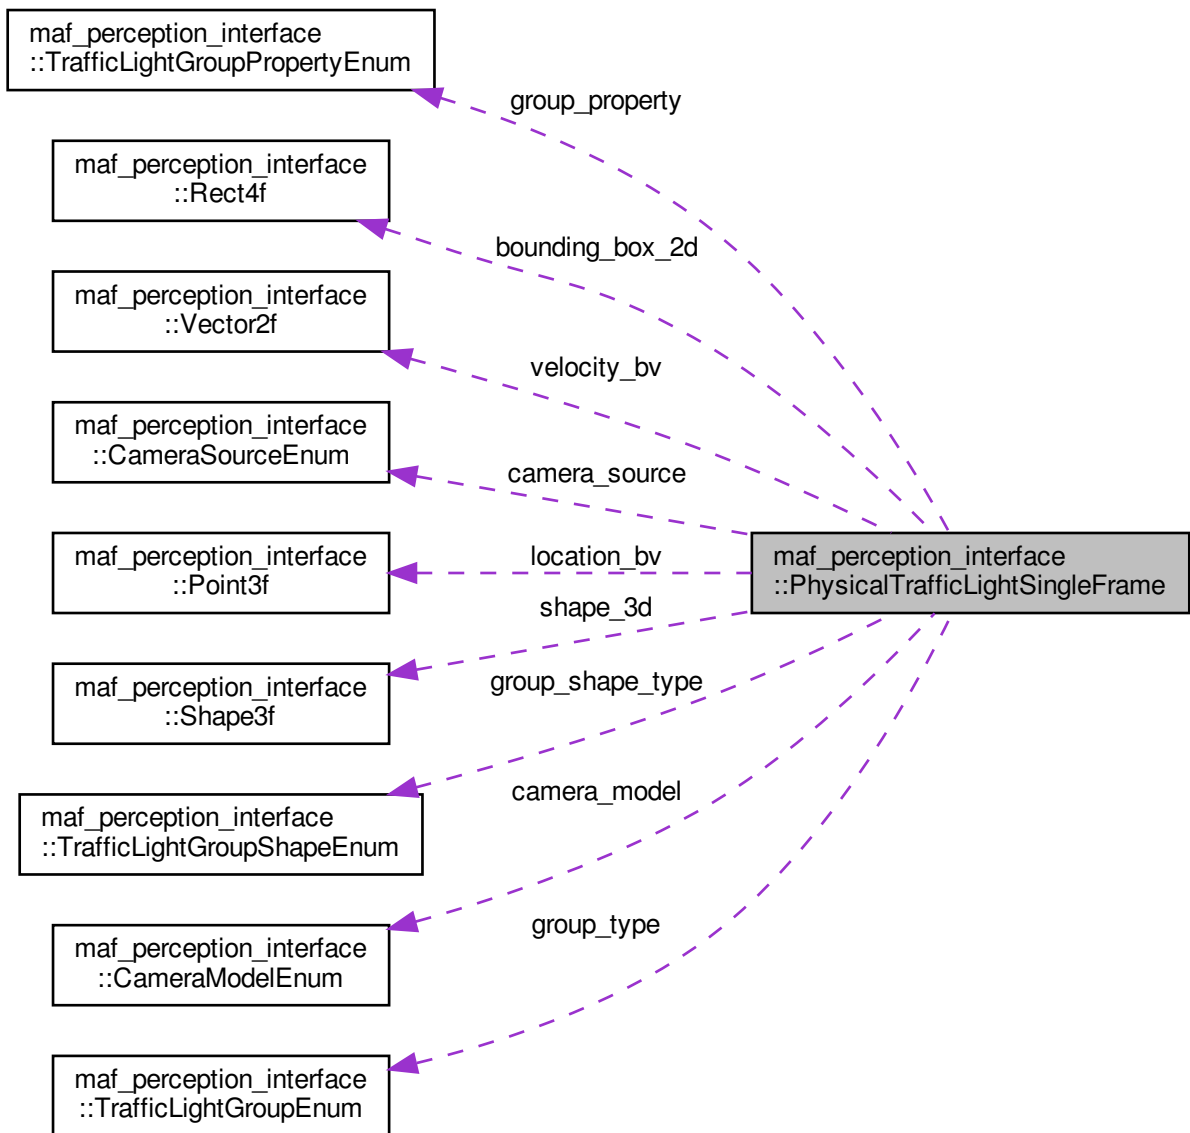 maf_perception_interface
::TrafficLightGroupPropertyEnum
group_property
maf_perception_interface
::Rect4f
bounding_box_2d
maf_perception_interface
::Vector2f
velocity_bv
maf_perception_interface
::CameraSourceEnum
camera_source
maf_perception_interface
::Point3f
location_bv
maf_perception_interface
::PhysicalTrafficLightSingleFrame
shape_3d
maf_perception_interface
::Shape3f
group_shape_type
maf_perception_interface
::TrafficLightGroupShapeEnum
camera_model
maf_perception_interface
::CameraModelEnum
group_type
maf_perception_interface
::TrafficLightGroupEnum